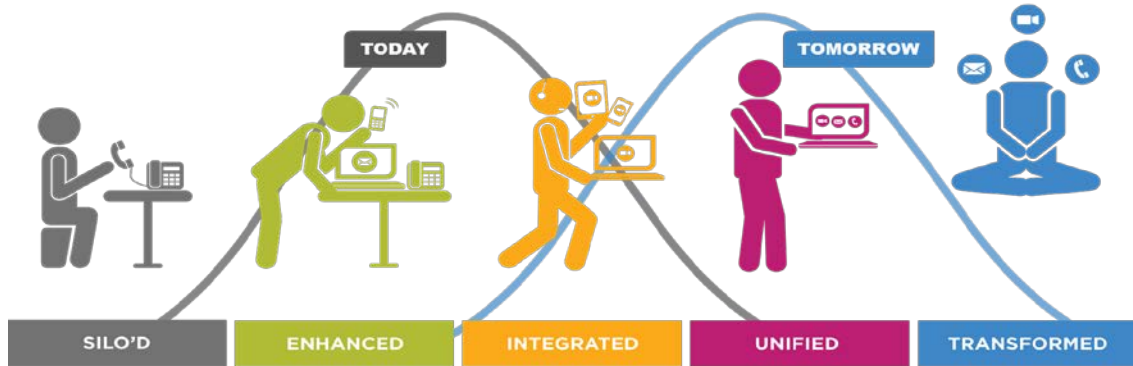 TODAY
TOMORROW
SILO'D
ENHANCED
INTEGRATED
UNIFIED
TRANSFORMED